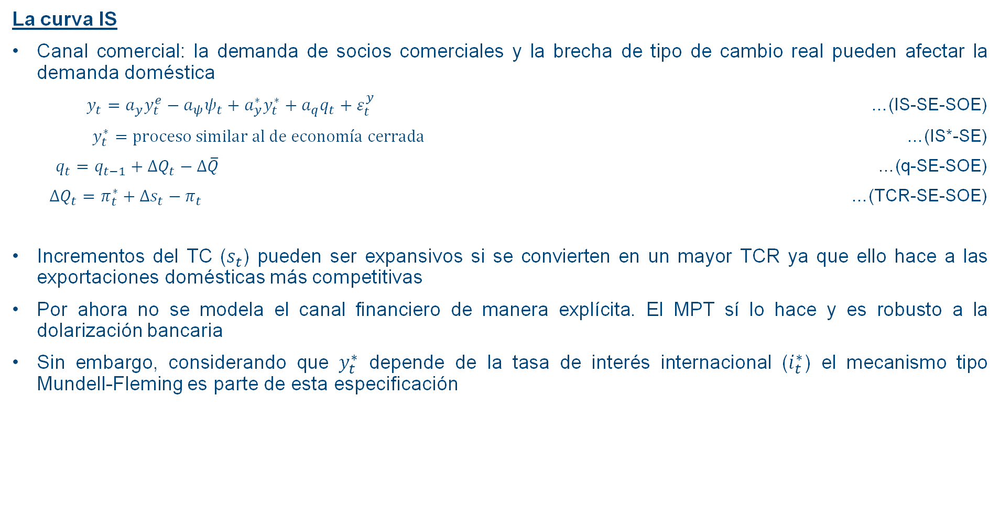 La curva IS
• Canal comercial: la demanda de socios comerciales y la brecha de tipo de cambio real pueden afectar la
demanda doméstica
$y_t = a_y y_t^e - a_\psi \psi_t + a_y^* y_t^* + a_q q_t + \varepsilon_t^y$ …(IS-SE-SOE)
$y_t^* =$ proceso similar al de economía cerrada …(IS*-SE)
$q_t = q_{t-1} + \Delta Q_t - \Delta \bar{Q}$ …(q-SE-SOE)
$\Delta Q_t = \pi_t^* + \Delta s_t - \pi_t$ …(TCR-SE-SOE)
• Incrementos del TC ($s_t$) pueden ser expansivos si se convierten en un mayor TCR ya que ello hace a las
exportaciones domésticas más competitivas
• Por ahora no se modela el canal financiero de manera explícita. El MPT sí lo hace y es robusto a la
dolarización bancaria
• Sin embargo, considerando que $y_t^*$ depende de la tasa de interés internacional ($i_t^*$) el mecanismo tipo
Mundell-Fleming es parte de esta especificación